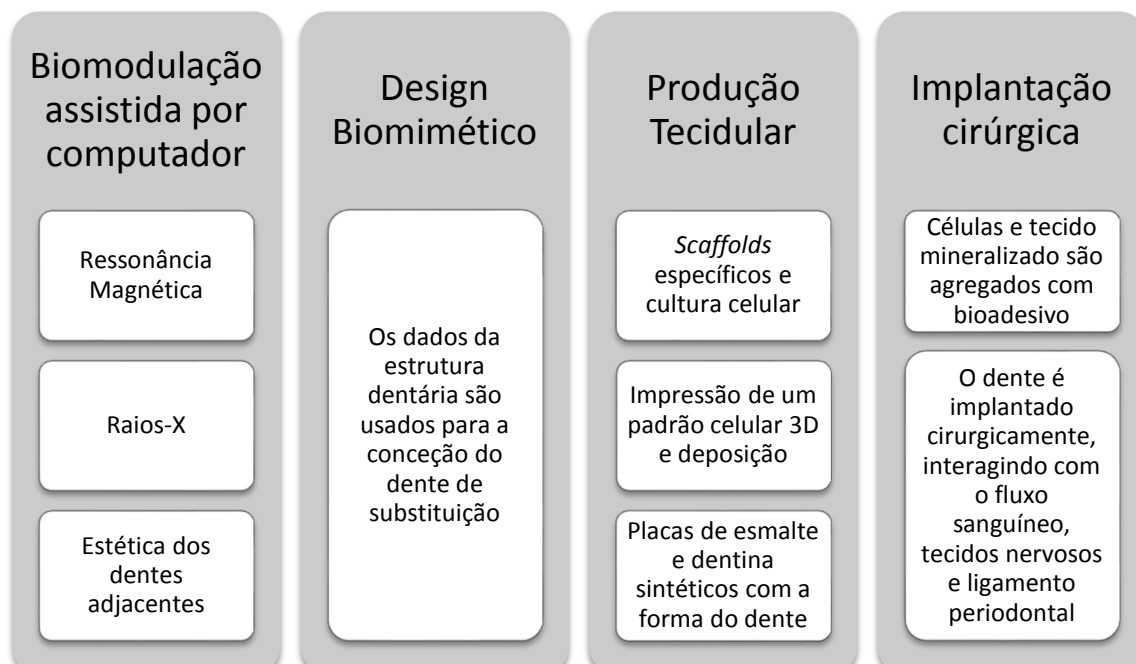 Biomodulação
assistida por
computador
Ressonância
Magnética
Raios-X
Estética dos
dentes
adjacentes
Design
Biomimético
Os dados da
estrutura
dentária são
usados para a
conceção do
dente de
substituição
Produção
Tecidular
Scaffolds
específicos e
cultura celular
Impressão de um
padrão celular 3D
e deposição
Placas de esmalte
e dentina
sintéticos com a
forma do dente
Implantação
cirúrgica
Células e tecido
mineralizado são
agregados com
bioadesivo
O dente é
implantado
cirurgicamente,
interagindo com
o fluxo
sanguíneo,
tecidos nervosos
e ligamento
periodontal